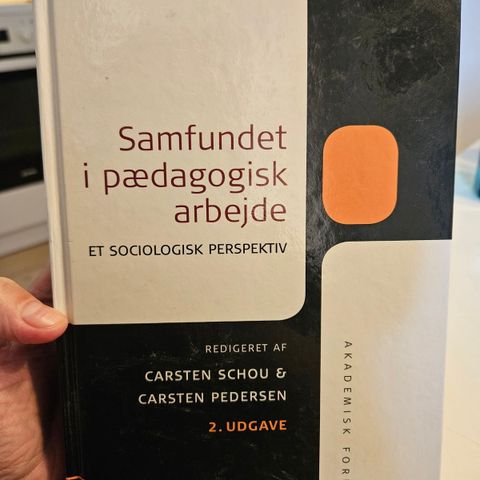 Samfundet
i pædagogisk
arbejde
ET SOCIOLOGISK PERSPEKTIV
REDIGERET AF
CARSTEN SCHOU &
CARSTEN PEDERSEN
2. UDGAVE
AKADEMISK FOR